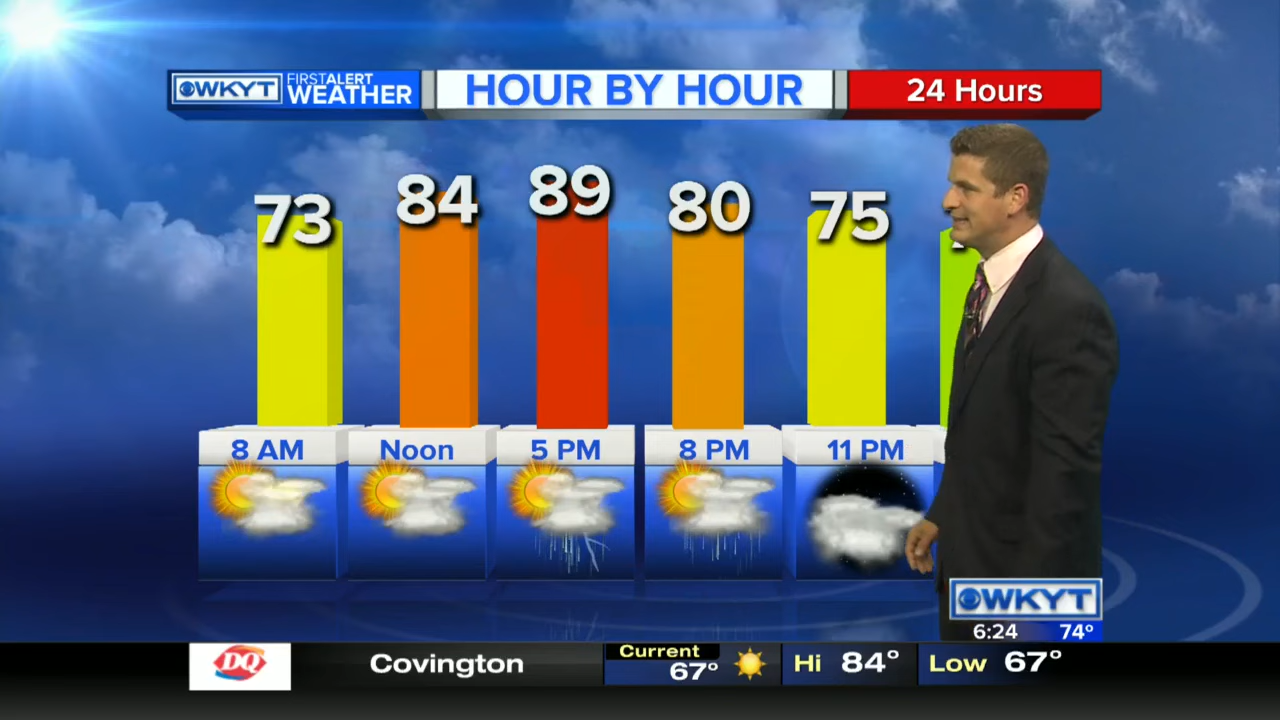 WKYT FIRST ALERT WEATHER
HOUR BY HOUR
24 Hours
73 84 89 80 75
8 AM Noon 5 PM 8 PM 11 PM
WKYT
6:24 74°
DQ Covington Current 67° Hi 84° Low 67°